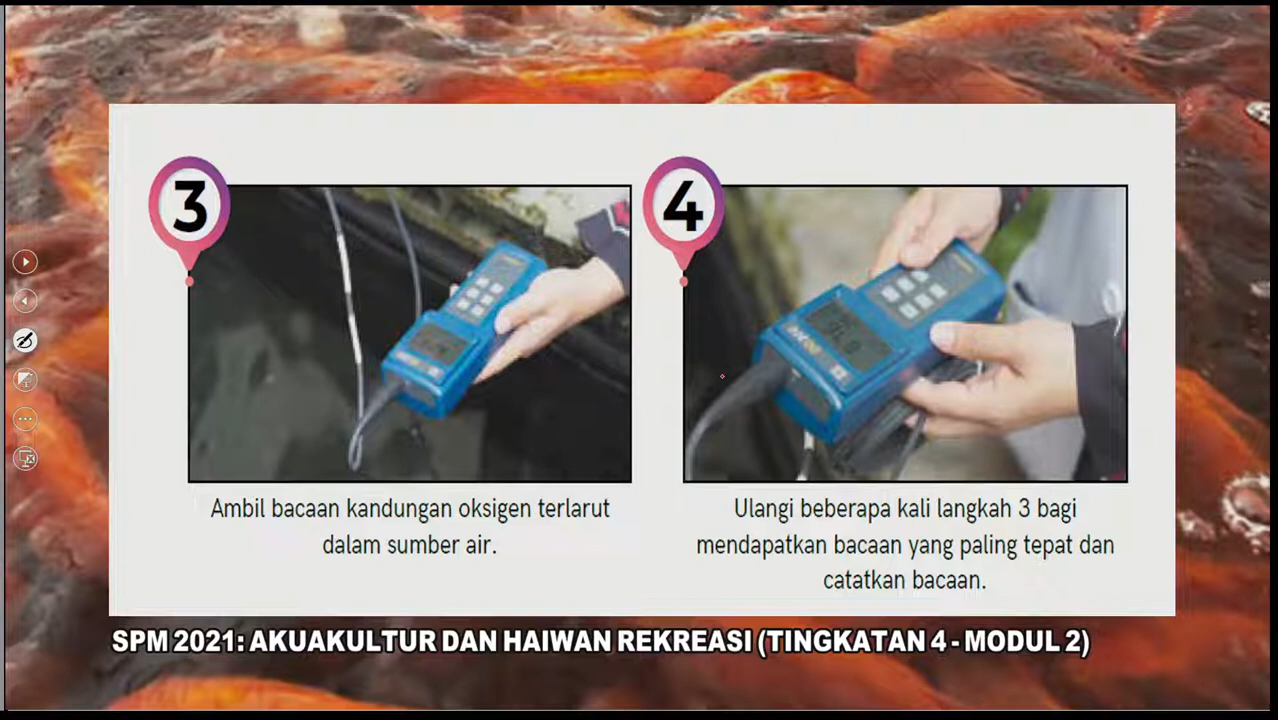 3
4
Ambil bacaan kandungan oksigen terlarut
dalam sumber air.
Ulangi beberapa kali langkah 3 bagi
mendapatkan bacaan yang paling tepat dan
catatkan bacaan.
SPM 2021: AKUAKULTUR DAN HAIWAN REKREASI (TINGKATAN 4 - MODUL 2)